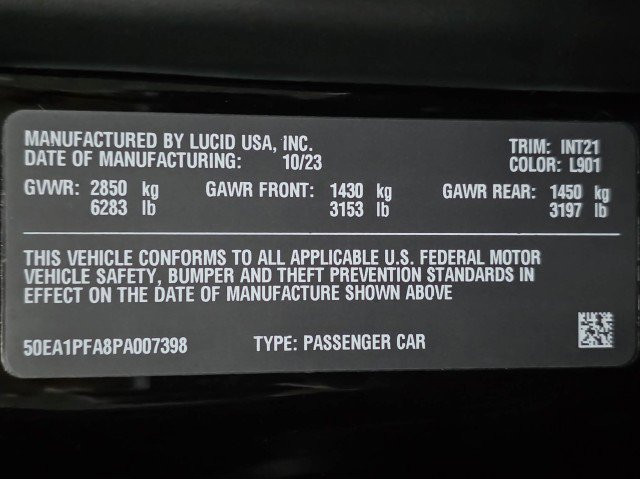 MANUFACTURED BY LUCID USA, INC. TRIM: INT21
DATE OF MANUFACTURING: 10/23 COLOR: L901
GVWR: 2850 kg GAWR FRONT: 1430 kg GAWR REAR: 1450 kg
6283 lb 3153 lb 3197 lb
THIS VEHICLE CONFORMS TO ALL APPLICABLE U.S. FEDERAL MOTOR
VEHICLE SAFETY, BUMPER AND THEFT PREVENTION STANDARDS IN
EFFECT ON THE DATE OF MANUFACTURE SHOWN ABOVE
50EA1PFA8PA007398 TYPE: PASSENGER CAR